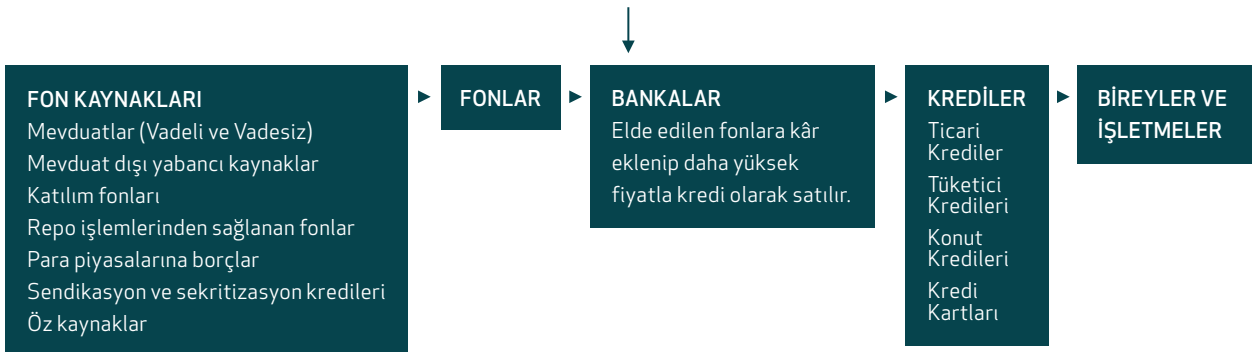 FON KAYNAKLARI
Mevduatlar (Vadeli ve Vadesiz)
Mevduat dışı yabancı kaynaklar
Katılım fonları
Repo işlemlerinden sağlanan fonlar
Para piyasalarına borçlar
Sendikasyon ve sekritizasyon kredileri
Öz kaynaklar
FONLAR
BANKALAR
Elde edilen fonlara kâr
eklenip daha yüksek
fiyatla kredi olarak satılır.
KREDİLER
Ticari
Krediler
Tüketici
Kredileri
Konut
Kredileri
Kredi
Kartları
BİREYLER VE
İŞLETMELER